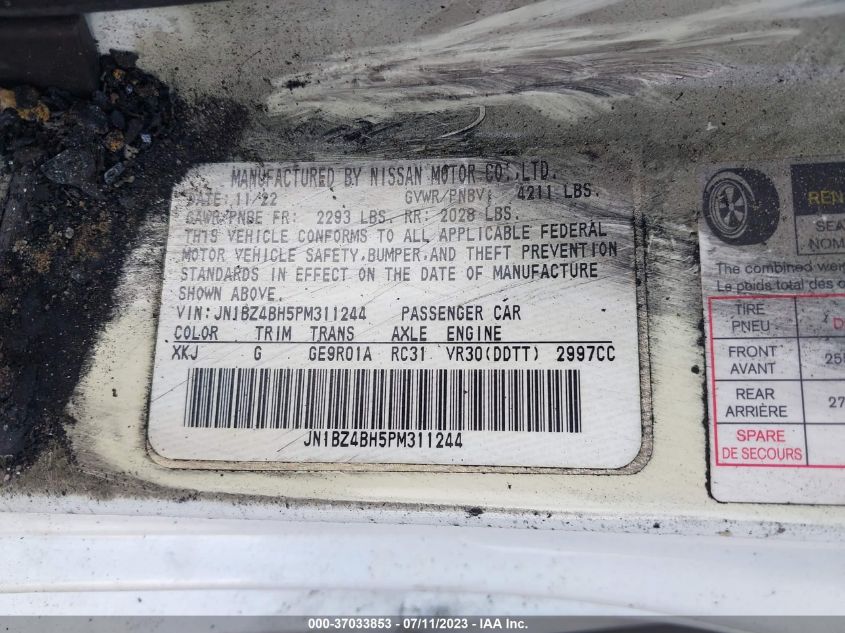 MANUFACTURED BY NISSAN MOTOR CO.,LTD.
DATE: 11/22 GVWR/PNBV: 4211 LBS.
GAWR/PNBE FR: 2293 LBS. RR: 2028 LBS.
THIS VEHICLE CONFORMS TO ALL APPLICABLE FEDERAL
MOTOR VEHICLE SAFETY,BUMPER,AND THEFT PREVENTION
STANDARDS IN EFFECT ON THE DATE OF MANUFACTURE
SHOWN ABOVE.
VIN:JN1BZ4BH5PM311244 PASSENGER CAR
COLOR TRIM TRANS AXLE ENGINE
XKJ G GE9R01A RC31 VR30(DDTT) 2997CC
JN1BZ4BH5PM311244
The combined
Le poids total des
TIRE
PNEU
FRONT
AVANT
REAR
ARRIÈRE
27
SPARE
DE SECOURS
000-37033853 - 07/11/2023 - IAAI.com